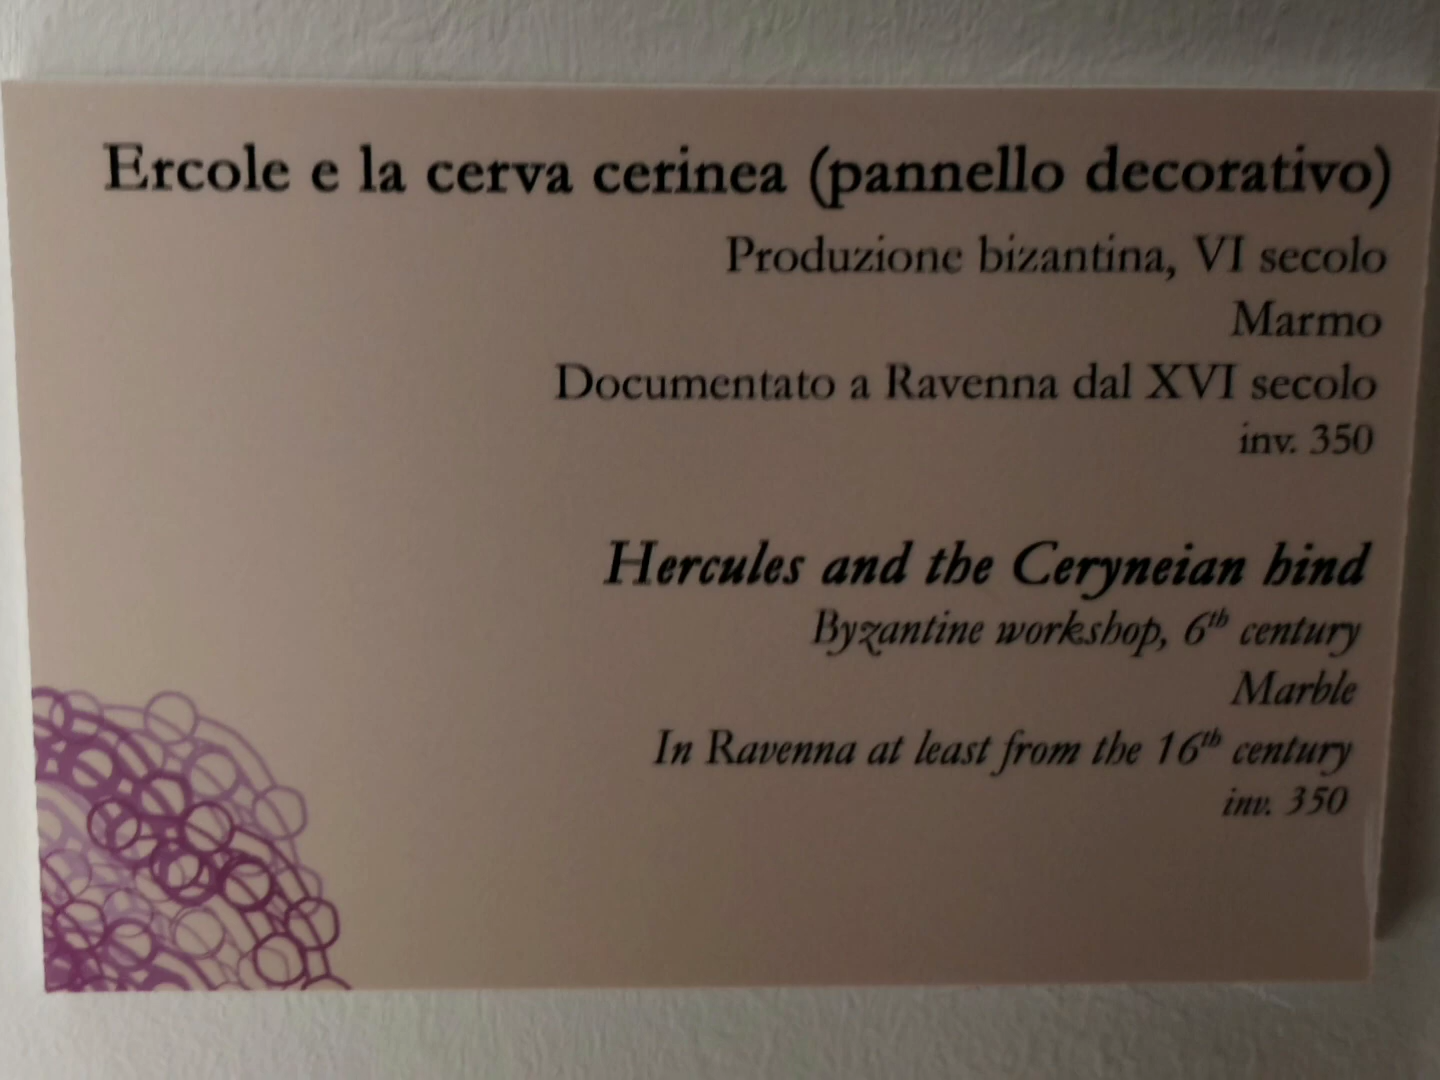 Ercole e la cerva cerinea (pannello decorativo)
Produzione bizantina, VI secolo
Marmo
Documentato a Ravenna dal XVI secolo
inv. 350
Hercules and the Ceryneian hind
Byzantine workshop, 6th century
Marble
In Ravenna at least from the 16th century
inv. 350